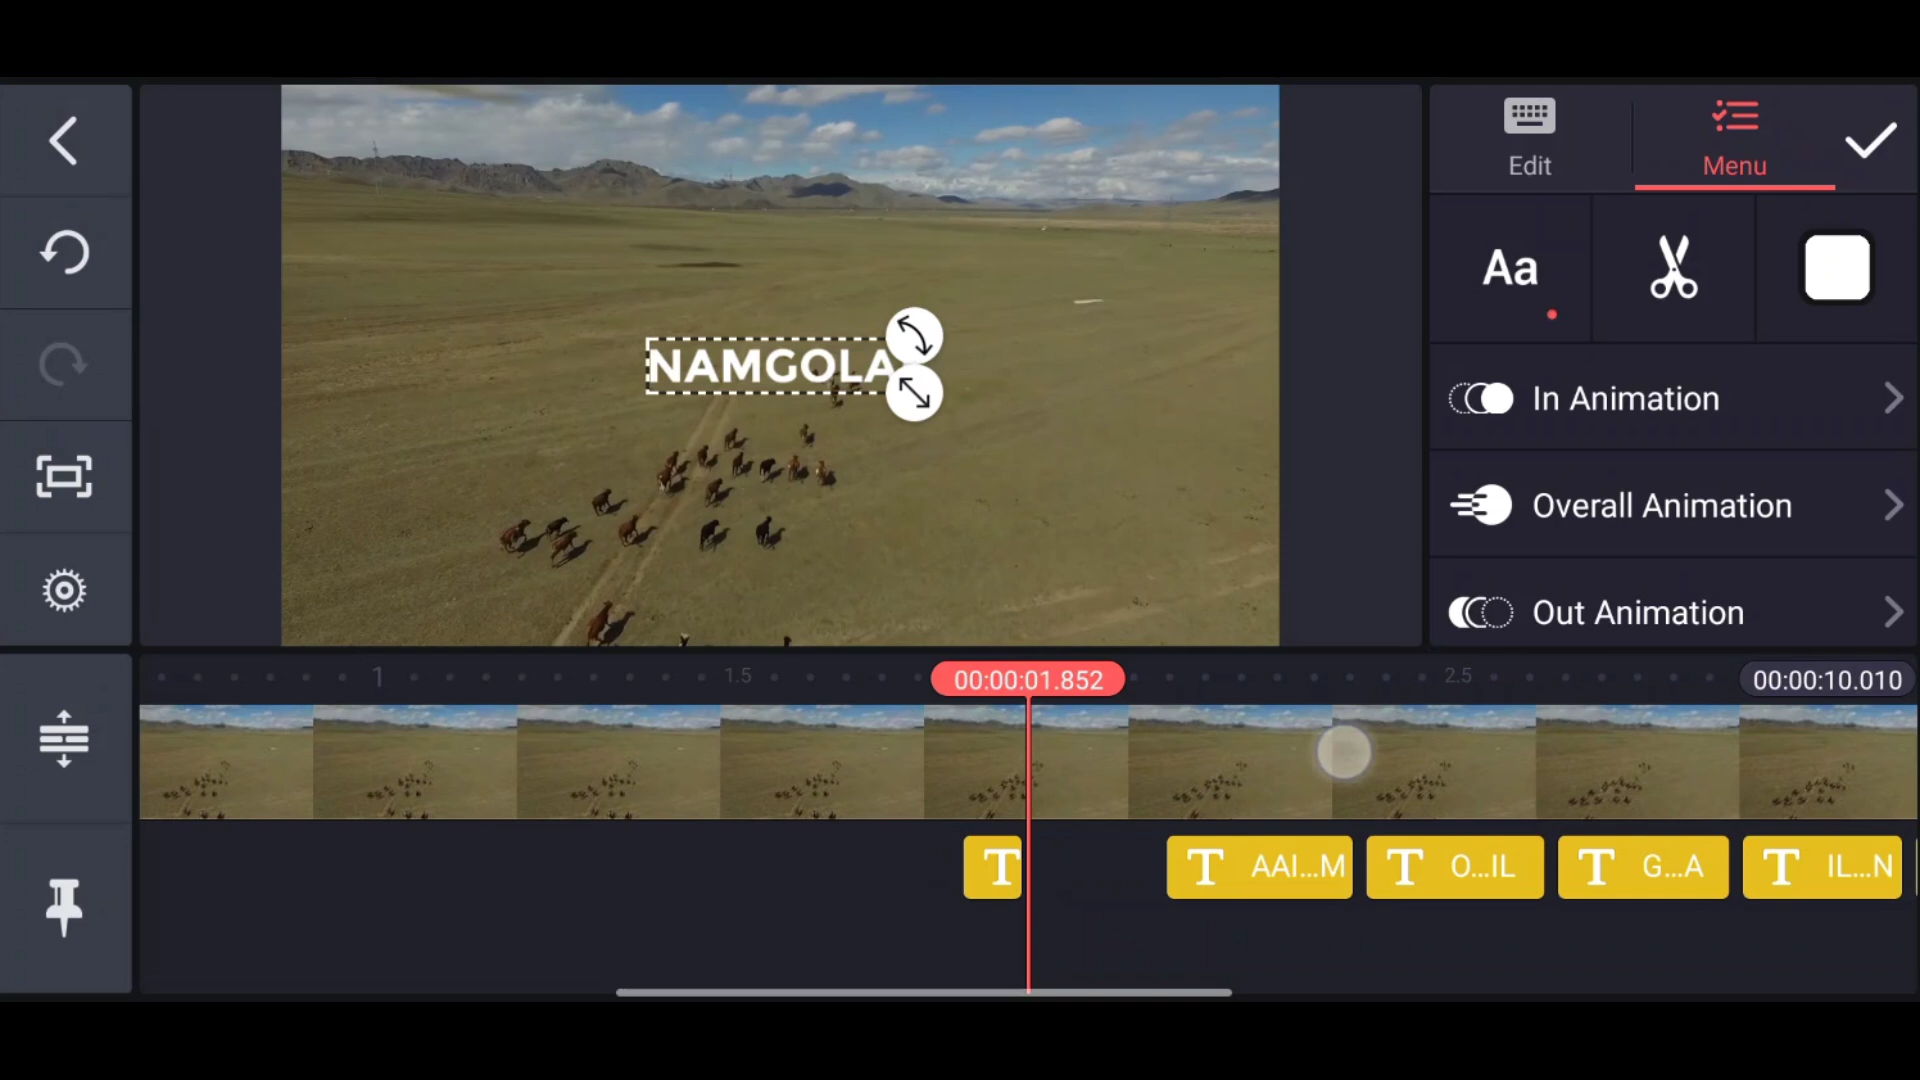 Edit
Menu
NAMGOLA
Aa
In Animation
Overall Animation
Out Animation
1
1.5
00:00:01.852
2.5
00:00:10.010
T
T AAI...M
T O...IL
T G...A
T IL...N